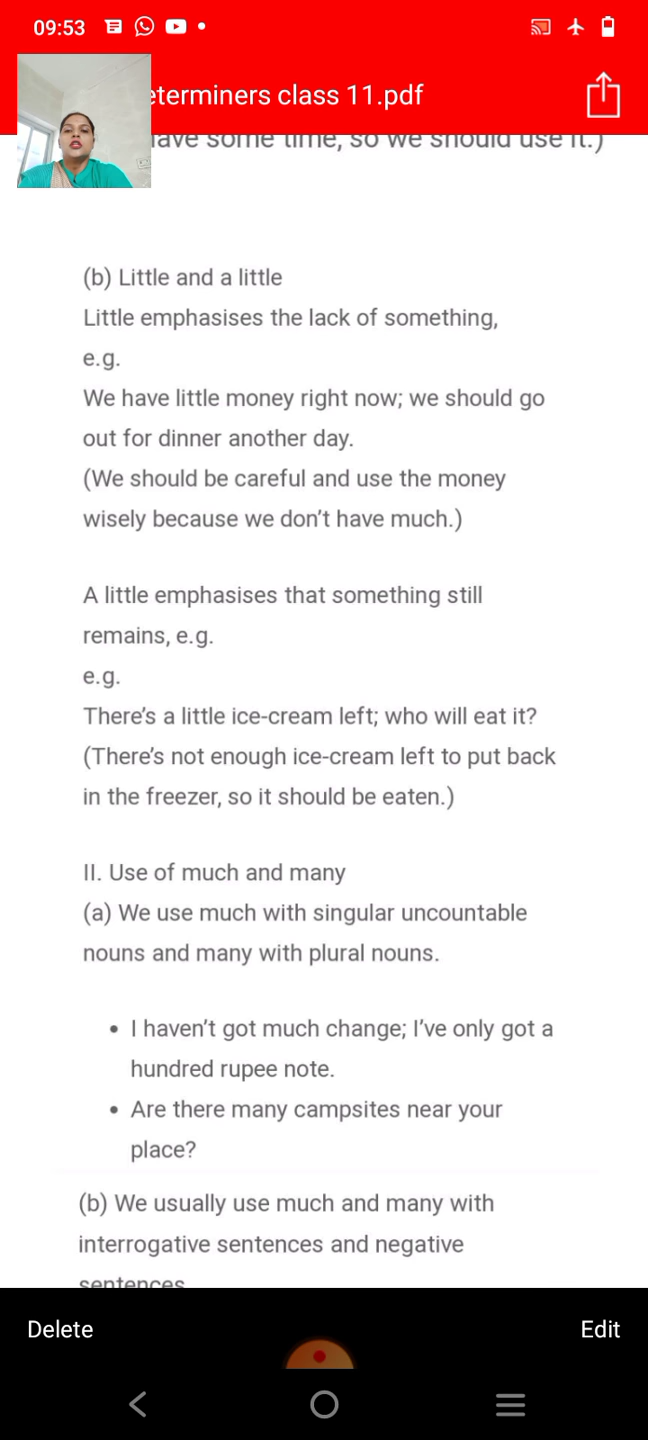 09:53
eterminers class 11.pdf
have some time, so we should use it.)
(b) Little and a little
Little emphasises the lack of something,
e.g.
We have little money right now; we should go
out for dinner another day.
(We should be careful and use the money
wisely because we don’t have much.)
A little emphasises that something still
remains, e.g.
e.g.
There’s a little ice-cream left; who will eat it?
(There’s not enough ice-cream left to put back
in the freezer, so it should be eaten.)
II. Use of much and many
(a) We use much with singular uncountable
nouns and many with plural nouns.
• I haven’t got much change; I’ve only got a
hundred rupee note.
• Are there many campsites near your
place?
(b) We usually use much and many with
interrogative sentences and negative
sentences
Delete
Edit